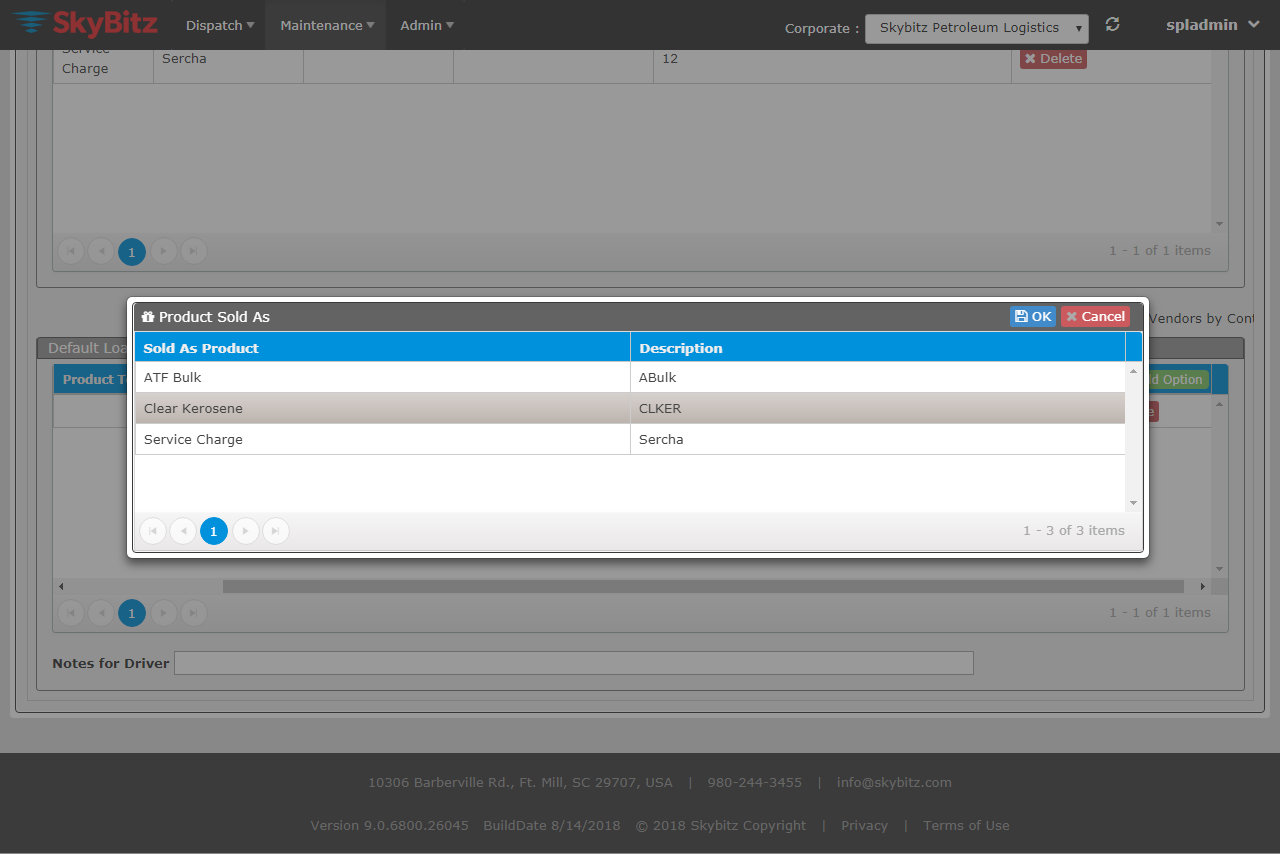 SkyBitz Dispatch Maintenance Admin Corporate : Skybitz Petroleum Logistics spladmin
Service
Charge Sercha 12 Delete
1 1 - 1 of 1 items
Vendors by Cont
Product Sold As OK Cancel
Default Loa
Sold As Product Description
Product T d Option
ATF Bulk ABulk
Clear Kerosene CLKER
e
Service Charge Sercha
1 1 - 3 of 3 items
1 1 - 1 of 1 items
Notes for Driver
10306 Barberville Rd., Ft. Mill, SC 29707, USA | 980-244-3455 | info@skybitz.com
Version 9.0.6800.26045 BuildDate 8/14/2018 © 2018 Skybitz Copyright | Privacy | Terms of Use